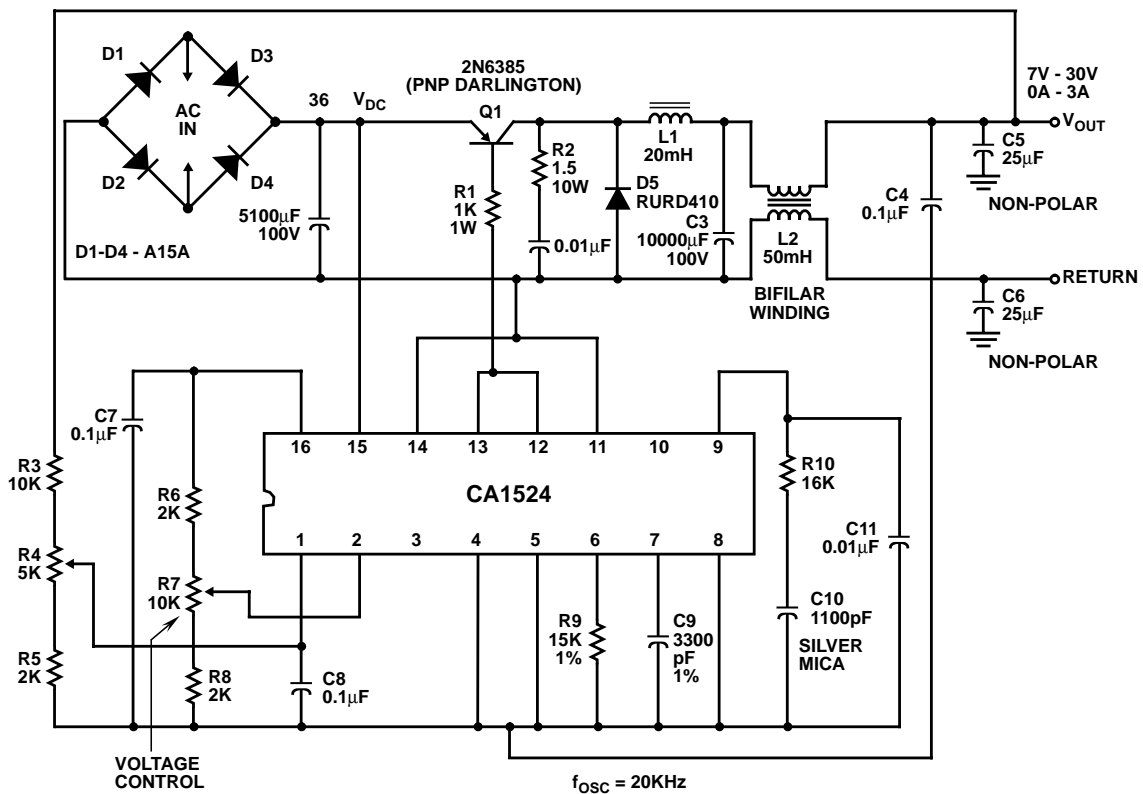 D1
D3
AC
IN
D2
D4
D1-D4 - A15A
36
V_DC
5100μF
100V
2N6385
(PNP DARLINGTON)
Q1
R1
1K
1W
R2
1.5
10W
0.01μF
D5
RURD410
L1
20mH
C3
10000μF
100V
L2
50mH
BIFILAR
WINDING
C4
0.1μF
7V - 30V
0A - 3A
V_OUT
C5
25μF
NON-POLAR
RETURN
C6
25μF
NON-POLAR
C7
0.1μF
R3
10K
R4
5K
R5
2K
R6
2K
R7
10K
R8
2K
VOLTAGE
CONTROL
16 15 14 13 12 11 10 9
CA1524
1 2 3 4 5 6 7 8
C8
0.1μF
R9
15K
1%
C9
3300
pF
1%
R10
16K
C10
1100pF
SILVER
MICA
C11
0.01μF
f_OSC = 20KHz